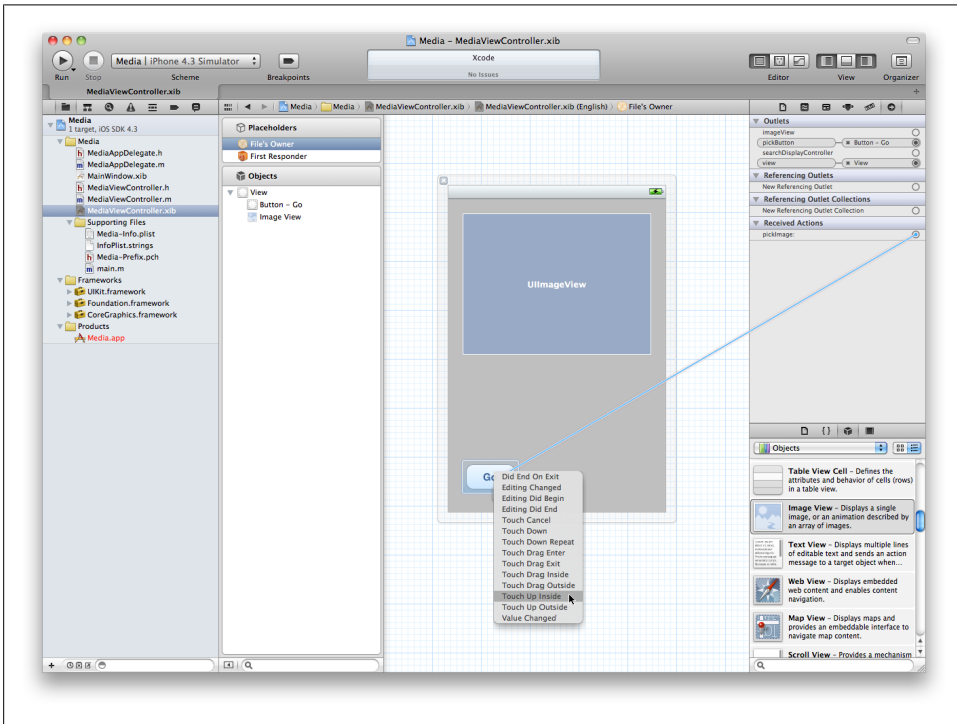 Media – MediaViewController.xib
Media | iPhone 4.3 Simulator
Xcode
No Issues
Run
Stop
Scheme
Breakpoints
Editor
View
Organizer
MediaViewController.xib
Media
1 target, iOS SDK 4.3
Media
MediaAppDelegate.h
MediaAppDelegate.m
MainWindow.xib
MediaViewController.h
MediaViewController.m
MediaViewController.xib
Supporting Files
Media-Info.plist
InfoPlist.strings
Media-Prefix.pch
main.m
Frameworks
UIKit.framework
Foundation.framework
CoreGraphics.framework
Products
Media.app
Media
Media
MediaViewController.xib
MediaViewController.xib (English)
File's Owner
Placeholders
File's Owner
First Responder
Objects
View
Button – Go
Image View
UIImageView
Did End On Exit
Editing Changed
Editing Did Begin
Editing Did End
Touch Cancel
Touch Down
Touch Down Repeat
Touch Drag Enter
Touch Drag Exit
Touch Drag Inside
Touch Drag Outside
Touch Up Inside
Touch Up Outside
Value Changed
Outlets
imageView
pickButton
Button – Go
searchDisplayController
view
View
Referencing Outlets
New Referencing Outlet
Referencing Outlet Collections
New Referencing Outlet Collection
Received Actions
pickImage:
Objects
Table View Cell – Defines the
attributes and behavior of cells (rows)
in a table view.
Image View – Displays a single
image, or an animation described by
an array of images.
Text View – Displays multiple lines
of editable text and sends an action
message to a target object when...
Web View – Displays embedded
web content and enables content
navigation.
Map View – Displays maps and
provides an embeddable interface to
navigate map content.
Scroll View – Provides a mechanism